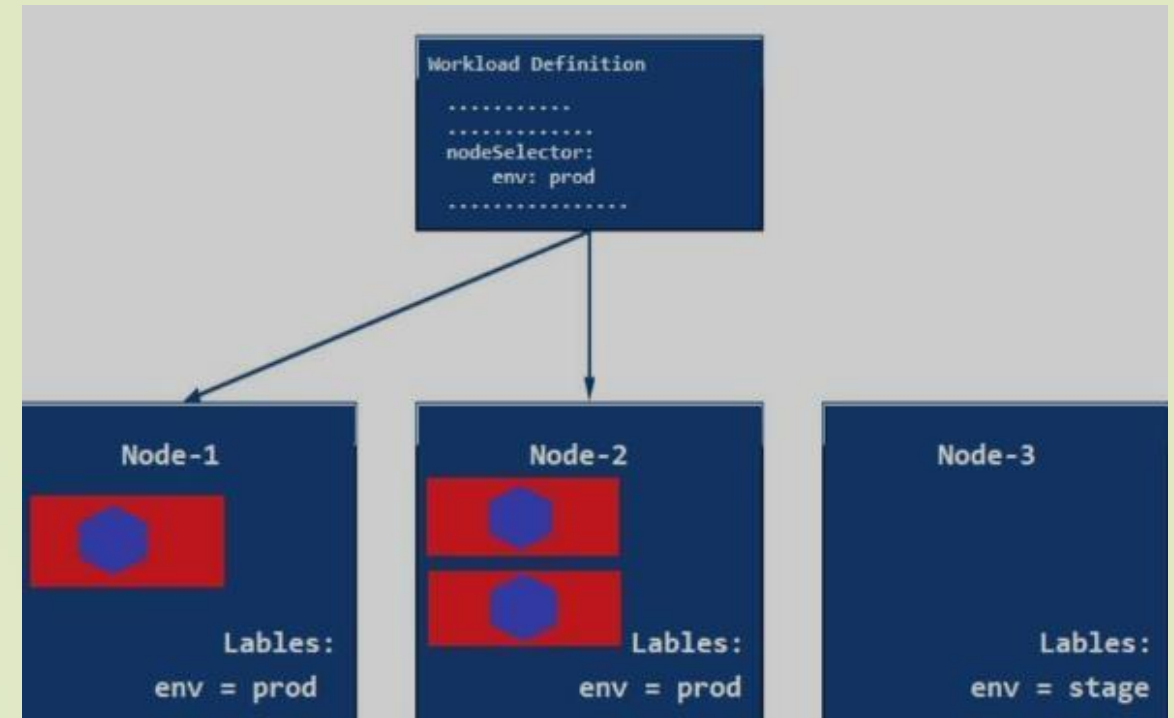 Workload Definition
...........
.............
nodeSelector:
env: prod
................
Node-1
Lables:
env = prod
Node-2
Lables:
env = prod
Node-3
Lables:
env = stage